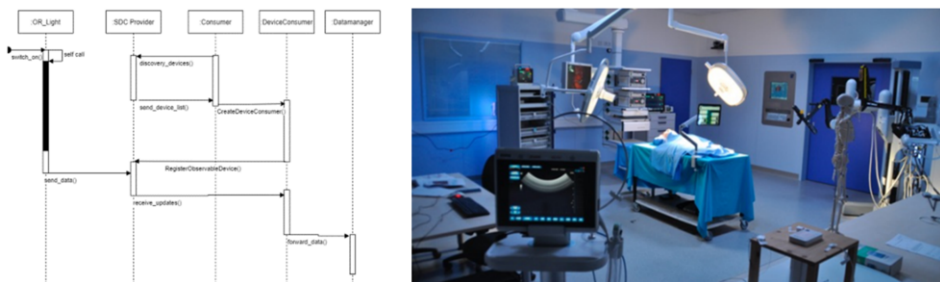 :OR_Light
:SDC Provider
:Consumer
:DeviceConsumer
:Datamanager
switch_on()
self call
discovery_devices()
send_device_list()
CreateDeviceConsumer()
RegisterObservableDevice()
send_data()
receive_updates()
forward_data()